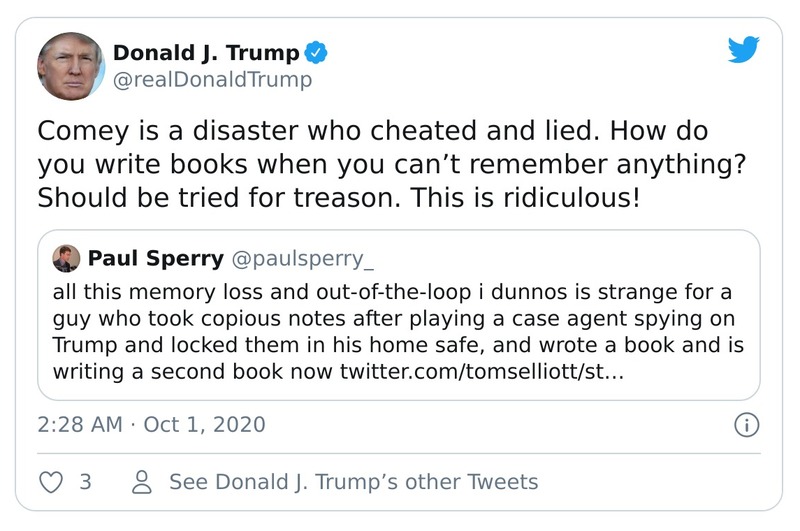 Donald J. Trump
@realDonaldTrump
Comey is a disaster who cheated and lied. How do
you write books when you can’t remember anything?
Should be tried for treason. This is ridiculous!
Paul Sperry @paulsperry_
all this memory loss and out-of-the-loop i dunnos is strange for a
guy who took copious notes after playing a case agent spying on
Trump and locked them in his home safe, and wrote a book and is
writing a second book now twitter.com/tomselliott/st…
2:28 AM · Oct 1, 2020
3 See Donald J. Trump’s other Tweets